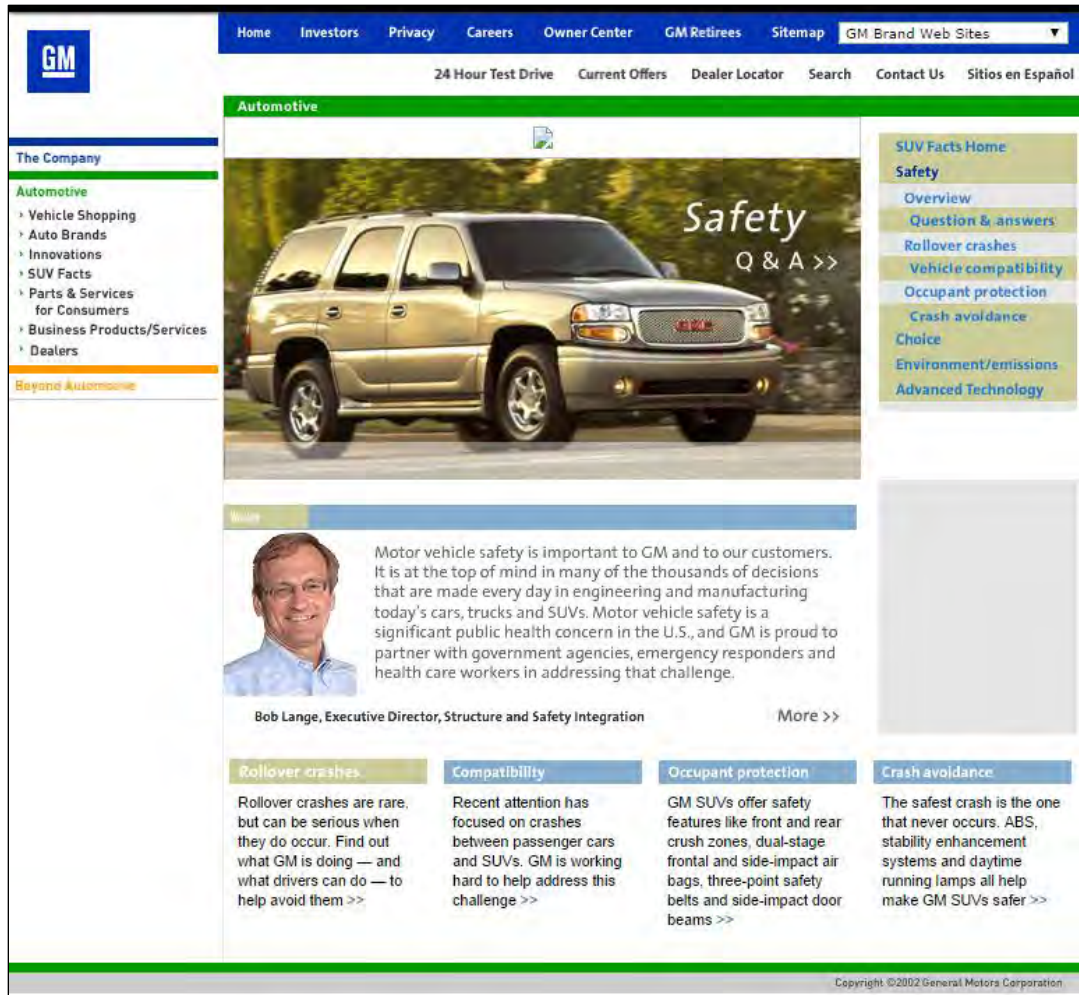 GM
Home Investors Privacy Careers Owner Center GM Retirees Sitemap GM Brand Web Sites
24 Hour Test Drive Current Offers Dealer Locator Search Contact Us Sitios en Español
Automotive
The Company
Automotive
Vehicle Shopping
Auto Brands
Innovations
SUV Facts
Parts & Services
for Consumers
Business Products/Services
Dealers
Beyond Automotive
Safety
Q & A >>
GMC
SUV Facts Home
Safety
Overview
Question & answers
Rollover crashes
Vehicle compatibility
Occupant protection
Crash avoidance
Choice
Environment/emissions
Advanced Technology
Motor vehicle safety is important to GM and to our customers.
It is at the top of mind in many of the thousands of decisions
that are made every day in engineering and manufacturing
today's cars, trucks and SUVs. Motor vehicle safety is a
significant public health concern in the U.S., and GM is proud to
partner with government agencies, emergency responders and
health care workers in addressing that challenge.
Bob Lange, Executive Director, Structure and Safety Integration
More >>
Rollover crashes
Rollover crashes are rare,
but can be serious when
they do occur. Find out
what GM is doing — and
what drivers can do — to
help avoid them >>
Compatibility
Recent attention has
focused on crashes
between passenger cars
and SUVs. GM is working
hard to help address this
challenge >>
Occupant protection
GM SUVs offer safety
features like front and rear
crush zones, dual-stage
frontal and side-impact air
bags, three-point safety
belts and side-impact door
beams >>
Crash avoidance
The safest crash is the one
that never occurs. ABS,
stability enhancement
systems and daytime
running lamps all help
make GM SUVs safer >>
Copyright ©2002 General Motors Corporation